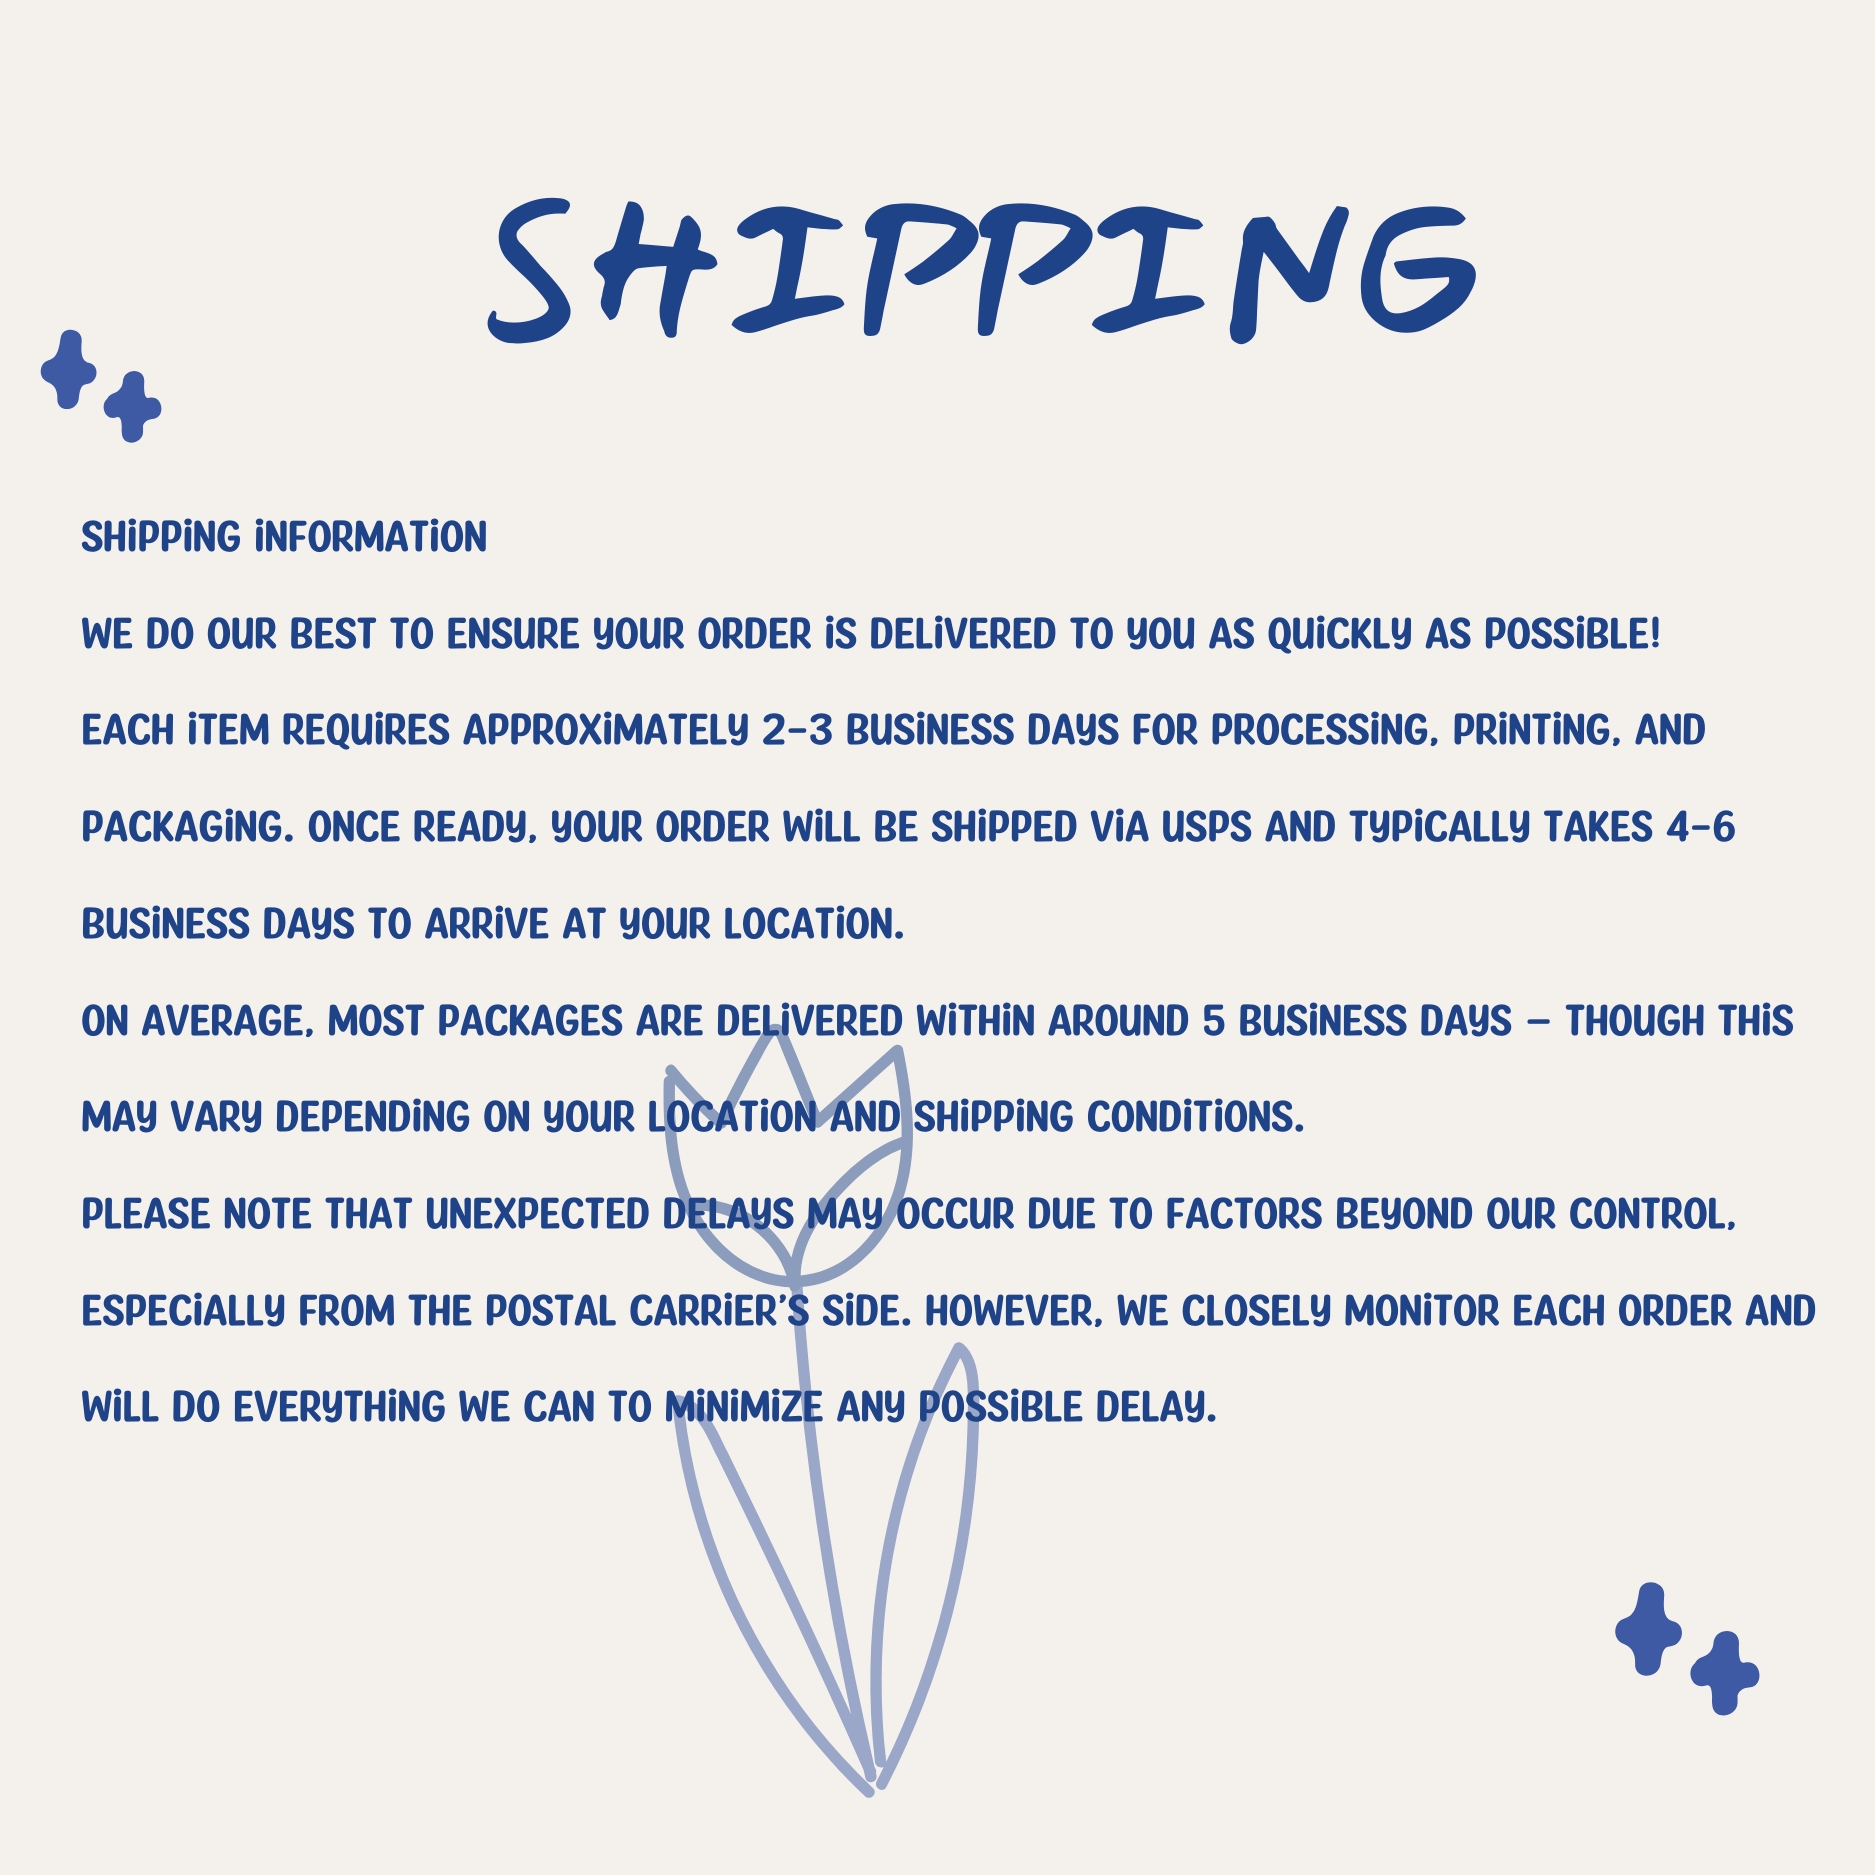 SHIPPING
SHiPPiNG iNFORMATiON
WE DO OUR BEST TO ENSURE YOUR ORDER iS DELiVERED TO YOU AS QUiCKLY AS POSSiBLE!
EACH iTEM REQUiRES APPROXiMATELY 2-3 BUSiNESS DAYS FOR PROCESSiNG, PRiNTiNG, AND
PACKAGiNG. ONCE READY, YOUR ORDER WiLL BE SHiPPED ViA USPS AND TYPiCALLY TAKES 4-6
BUSiNESS DAYS TO ARRiVE AT YOUR LOCATiON.
ON AVERAGE, MOST PACKAGES ARE DELiVERED WiTHiN AROUND 5 BUSiNESS DAYS – THOUGH THiS
MAY VARY DEPENDiNG ON YOUR LOCATiON AND SHiPPiNG CONDiTiONS.
PLEASE NOTE THAT UNEXPECTED DELAYS MAY OCCUR DUE TO FACTORS BEYOND OUR CONTROL,
ESPECiALLY FROM THE POSTAL CARRiER’S SiDE. HOWEVER, WE CLOSELY MONiTOR EACH ORDER AND
WiLL DO EVERYTHiNG WE CAN TO MiNiMiZE ANY POSSiBLE DELAY.